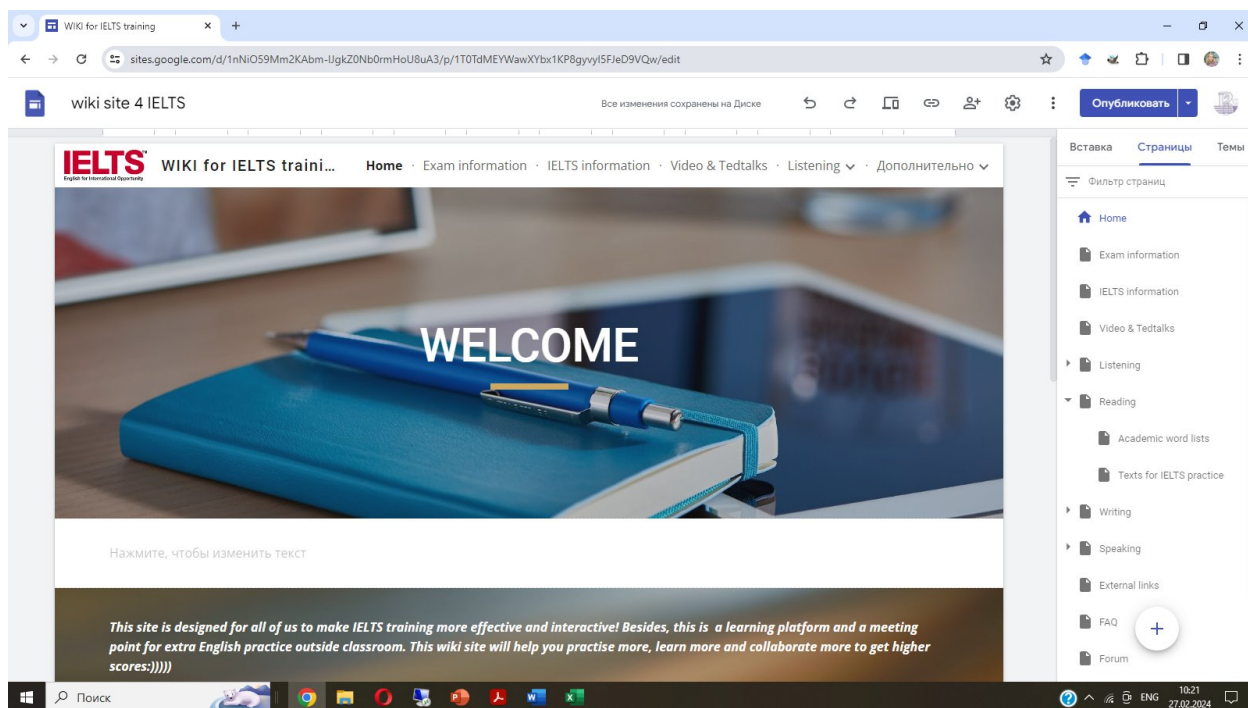 WIKI for IELTS training
sites.google.com/d/1nNiO59Mm2KAbm-IJgkZ0Nb0rmHoU8uA3/p/1T0TdMEYWawXYbx1KP8gyvyI5FJeD9VQw/edit
wiki site 4 IELTS
Все изменения сохранены на Диске
Опубликовать
IELTS™
English for International Opportunity
WIKI for IELTS traini...
Home · Exam information · IELTS information · Video & Tedtalks · Listening · Дополнительно
Вставка Страницы Темы
Фильтр страниц
Home
Exam information
IELTS information
Video & Tedtalks
Listening
Reading
Academic word lists
Texts for IELTS practice
Writing
Speaking
External links
FAQ
Forum
WELCOME
Нажмите, чтобы изменить текст
This site is designed for all of us to make IELTS training more effective and interactive! Besides, this is a learning platform and a meeting
point for extra English practice outside classroom. This wiki site will help you practise more, learn more and collaborate more to get higher
scores:)))))
Поиск
ENG
10:21
27.02.2024